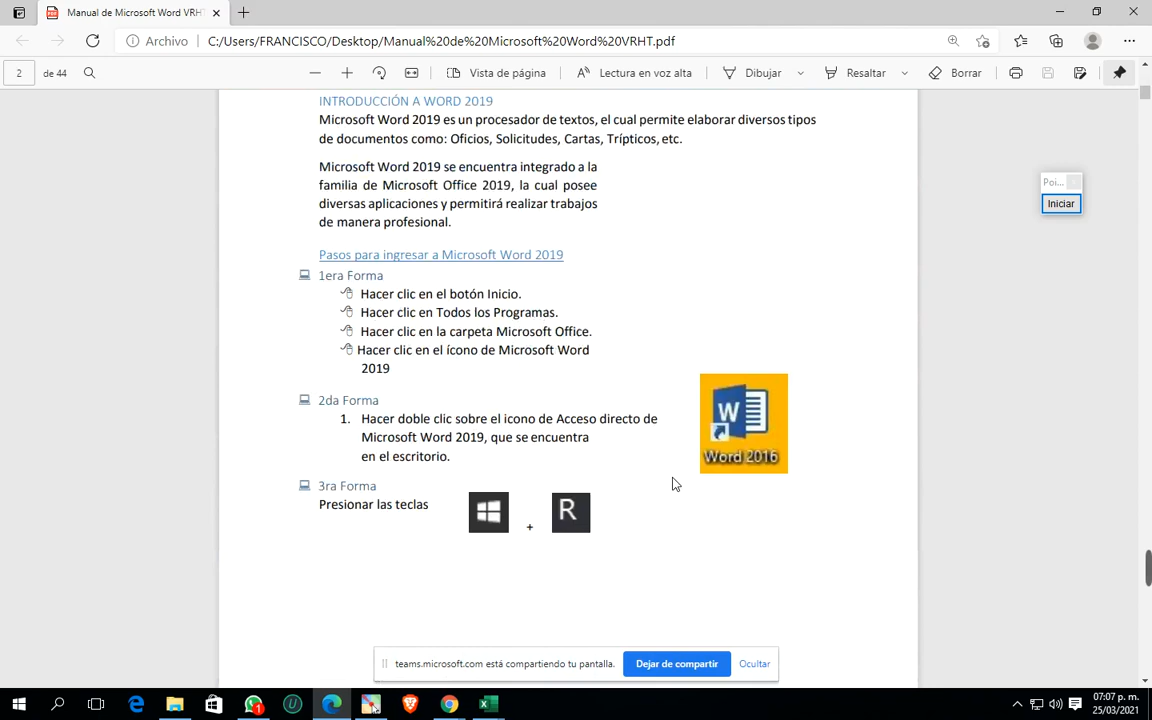 Manual de Microsoft Word VRHT
Archivo
C:/Users/FRANCISCO/Desktop/Manual%20de%20Microsoft%20Word%20VRHT.pdf
2 de 44
Vista de página
Lectura en voz alta
Dibujar
Resaltar
Borrar
INTRODUCCIÓN A WORD 2019
Microsoft Word 2019 es un procesador de textos, el cual permite elaborar diversos tipos
de documentos como: Oficios, Solicitudes, Cartas, Trípticos, etc.
Microsoft Word 2019 se encuentra integrado a la
familia de Microsoft Office 2019, la cual posee
diversas aplicaciones y permitirá realizar trabajos
de manera profesional.
Poi...
Iniciar
Pasos para ingresar a Microsoft Word 2019
1era Forma
Hacer clic en el botón Inicio.
Hacer clic en Todos los Programas.
Hacer clic en la carpeta Microsoft Office.
Hacer clic en el ícono de Microsoft Word
2019
2da Forma
1. Hacer doble clic sobre el icono de Acceso directo de
Microsoft Word 2019, que se encuentra
en el escritorio.
W
Word 2016
3ra Forma
Presionar las teclas
+
R
teams.microsoft.com está compartiendo tu pantalla.
Dejar de compartir
Ocultar
1
07:07 p. m.
25/03/2021